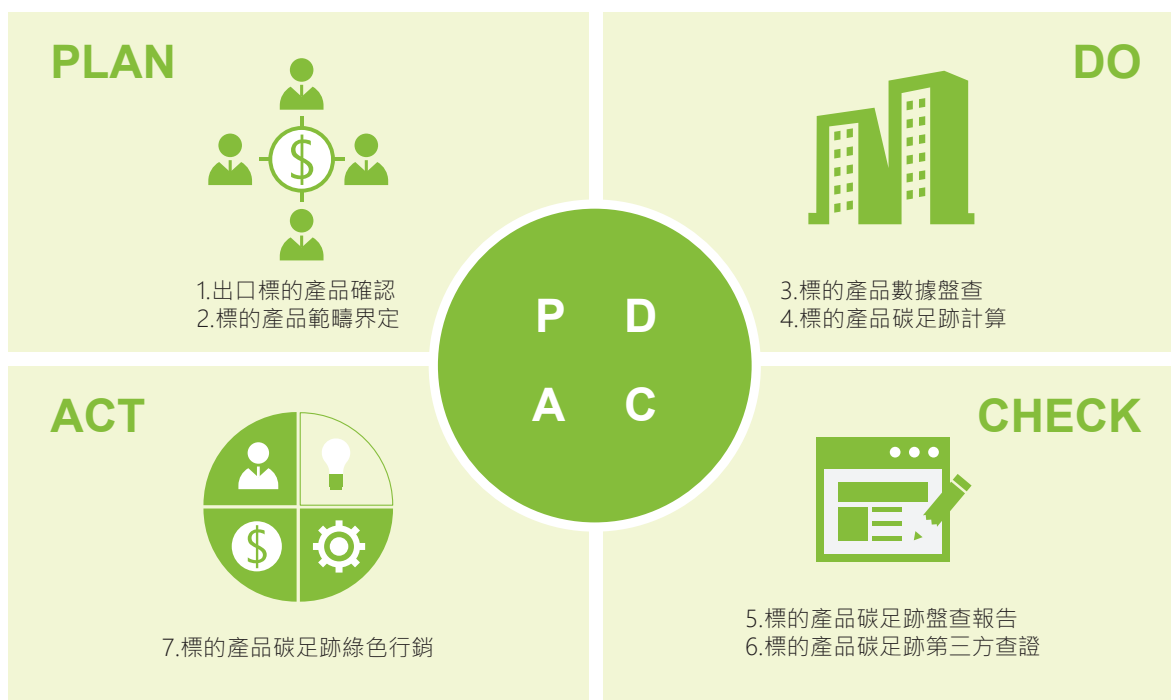 PLAN
$
1.出口標的產品確認
2.標的產品範疇界定
DO
3.標的產品數據盤查
4.標的產品碳足跡計算
P D
A C
ACT
$
7.標的產品碳足跡綠色行銷
CHECK
5.標的產品碳足跡盤查報告
6.標的產品碳足跡第三方查證